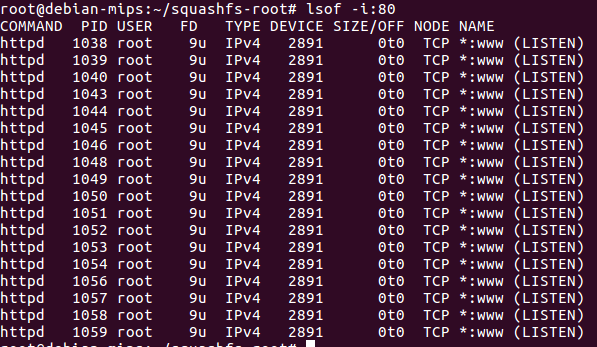 root@debian-mips:~/squashfs-root# lsof -i:80
COMMAND  PID USER   FD   TYPE DEVICE SIZE/OFF NODE NAME
httpd   1038 root    9u  IPv4   2891      0t0  TCP *:www (LISTEN)
httpd   1039 root    9u  IPv4   2891      0t0  TCP *:www (LISTEN)
httpd   1040 root    9u  IPv4   2891      0t0  TCP *:www (LISTEN)
httpd   1043 root    9u  IPv4   2891      0t0  TCP *:www (LISTEN)
httpd   1044 root    9u  IPv4   2891      0t0  TCP *:www (LISTEN)
httpd   1045 root    9u  IPv4   2891      0t0  TCP *:www (LISTEN)
httpd   1046 root    9u  IPv4   2891      0t0  TCP *:www (LISTEN)
httpd   1048 root    9u  IPv4   2891      0t0  TCP *:www (LISTEN)
httpd   1049 root    9u  IPv4   2891      0t0  TCP *:www (LISTEN)
httpd   1050 root    9u  IPv4   2891      0t0  TCP *:www (LISTEN)
httpd   1051 root    9u  IPv4   2891      0t0  TCP *:www (LISTEN)
httpd   1052 root    9u  IPv4   2891      0t0  TCP *:www (LISTEN)
httpd   1053 root    9u  IPv4   2891      0t0  TCP *:www (LISTEN)
httpd   1054 root    9u  IPv4   2891      0t0  TCP *:www (LISTEN)
httpd   1056 root    9u  IPv4   2891      0t0  TCP *:www (LISTEN)
httpd   1057 root    9u  IPv4   2891      0t0  TCP *:www (LISTEN)
httpd   1058 root    9u  IPv4   2891      0t0  TCP *:www (LISTEN)
httpd   1059 root    9u  IPv4   2891      0t0  TCP *:www (LISTEN)
root@debian-mips:~/squashfs-root#